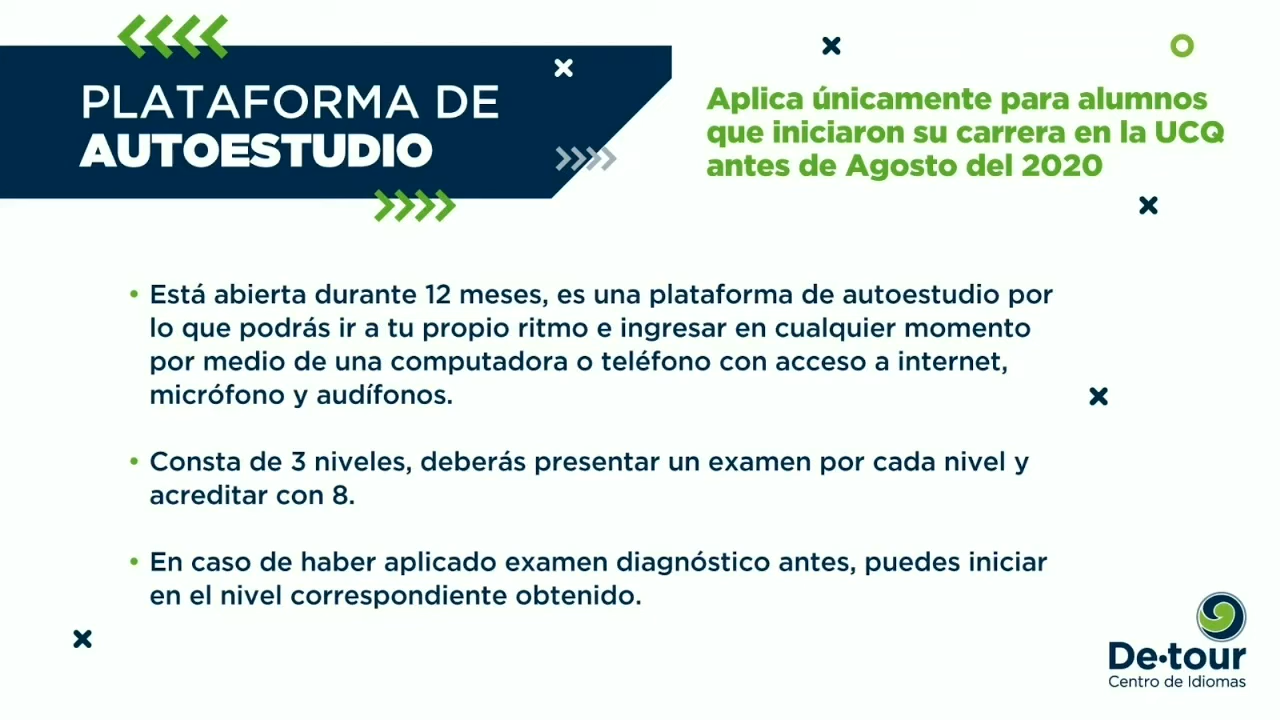 PLATAFORMA DE
AUTOESTUDIO
Aplica únicamente para alumnos
que iniciaron su carrera en la UCQ
antes de Agosto del 2020
• Está abierta durante 12 meses, es una plataforma de autoestudio por
lo que podrás ir a tu propio ritmo e ingresar en cualquier momento
por medio de una computadora o teléfono con acceso a internet,
micrófono y audífonos.
• Consta de 3 niveles, deberás presentar un examen por cada nivel y
acreditar con 8.
• En caso de haber aplicado examen diagnóstico antes, puedes iniciar
en el nivel correspondiente obtenido.
De•tour
Centro de Idiomas